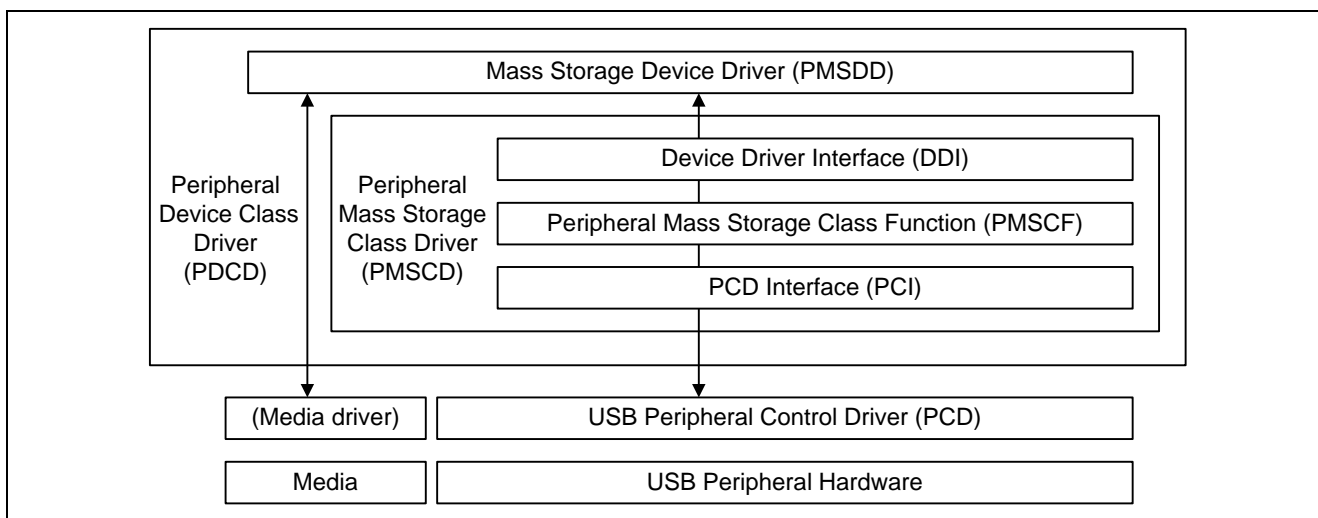 Mass Storage Device Driver (PMSDD)
Peripheral
Device Class
Driver
(PDCD)
Peripheral
Mass Storage
Class Driver
(PMSCD)
Device Driver Interface (DDI)
Peripheral Mass Storage Class Function (PMSCF)
PCD Interface (PCI)
(Media driver)
USB Peripheral Control Driver (PCD)
Media
USB Peripheral Hardware